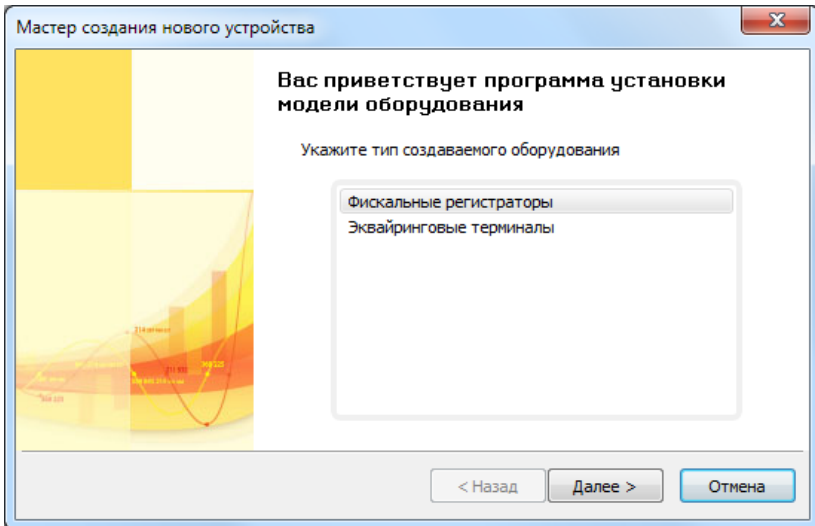 Мастер создания нового устройства
Вас приветствует программа установки
модели оборудования
Укажите тип создаваемого оборудования
Фискальные регистраторы
Эквайринговые терминалы
< Назад
Далее >
Отмена